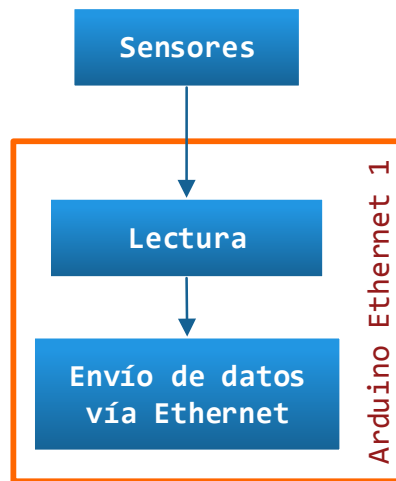 Sensores
Lectura
Envío de datos
vía Ethernet
Arduino Ethernet 1